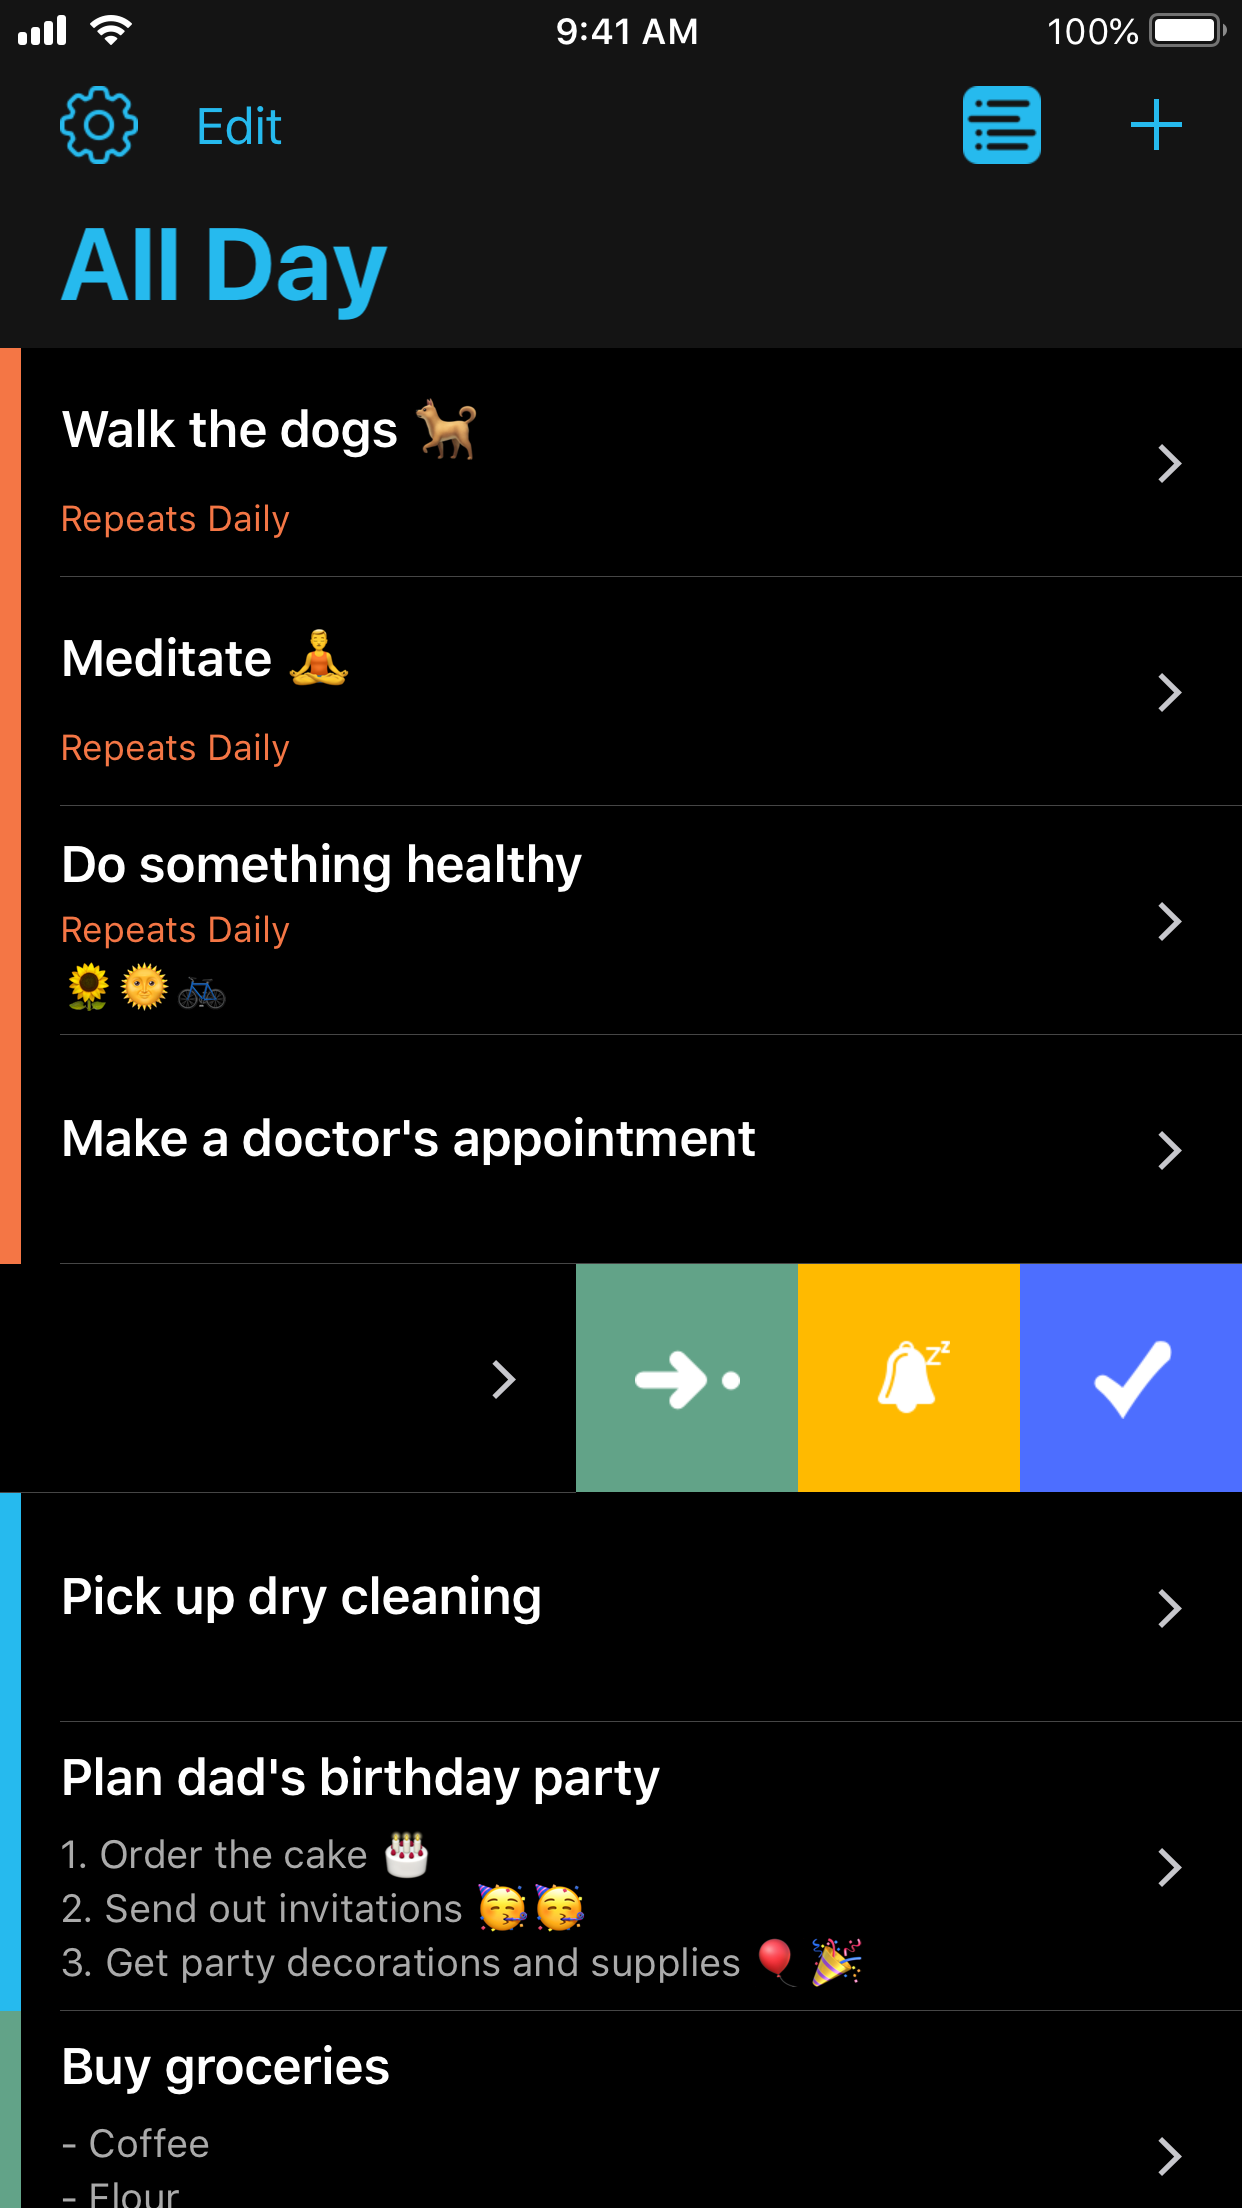 9:41 AM
100%
Edit
All Day
Walk the dogs 🐕
Repeats Daily
Meditate 🧘‍♂️
Repeats Daily
Do something healthy
Repeats Daily
🌻🌞🚲
Make a doctor's appointment
zz
Pick up dry cleaning
Plan dad's birthday party
1. Order the cake 🎂
2. Send out invitations 🥳🥳
3. Get party decorations and supplies 🎈🎉
Buy groceries
- Coffee
- Flour